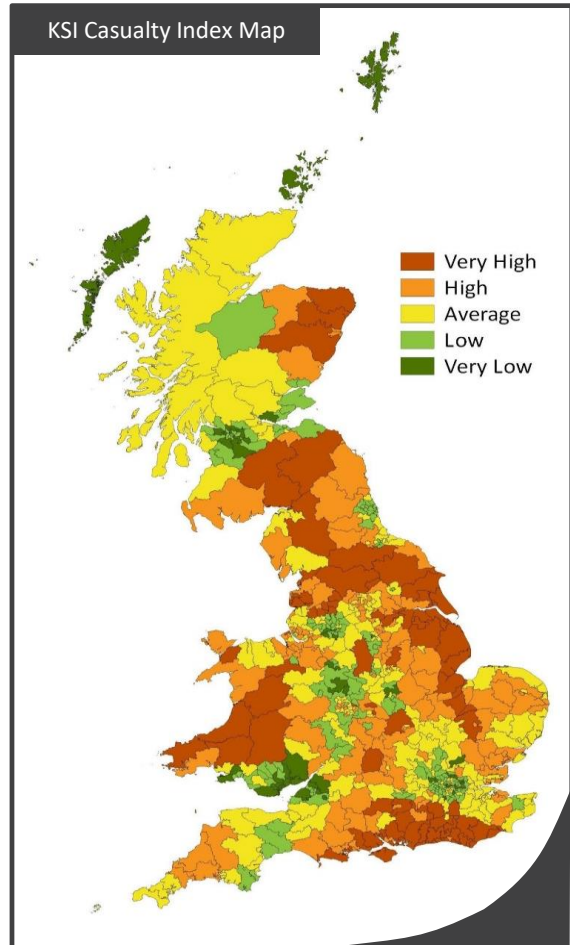 KSI Casualty Index Map
Very High
High
Average
Low
Very Low